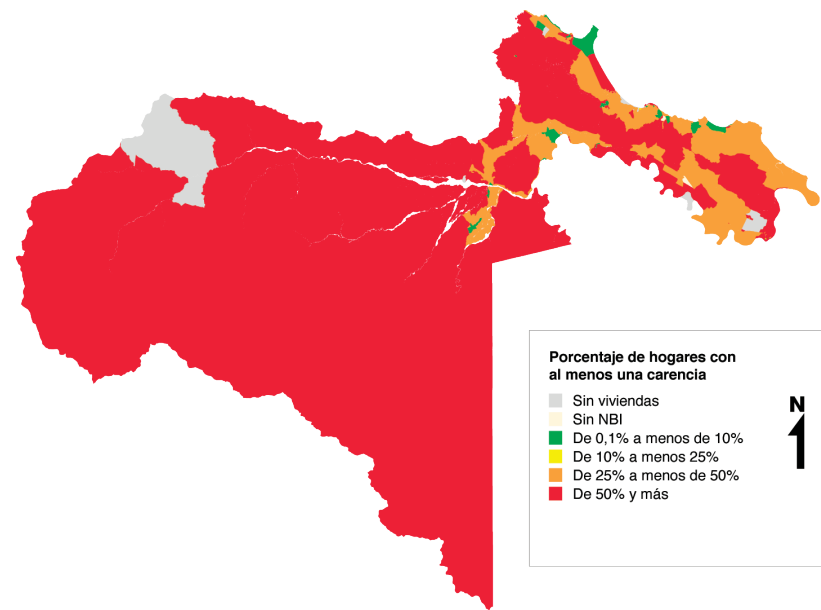 Porcentaje de hogares con
al menos una carencia
Sin viviendas
Sin NBI
De 0,1% a menos de 10%
De 10% a menos 25%
De 25% a menos de 50%
De 50% y más
N